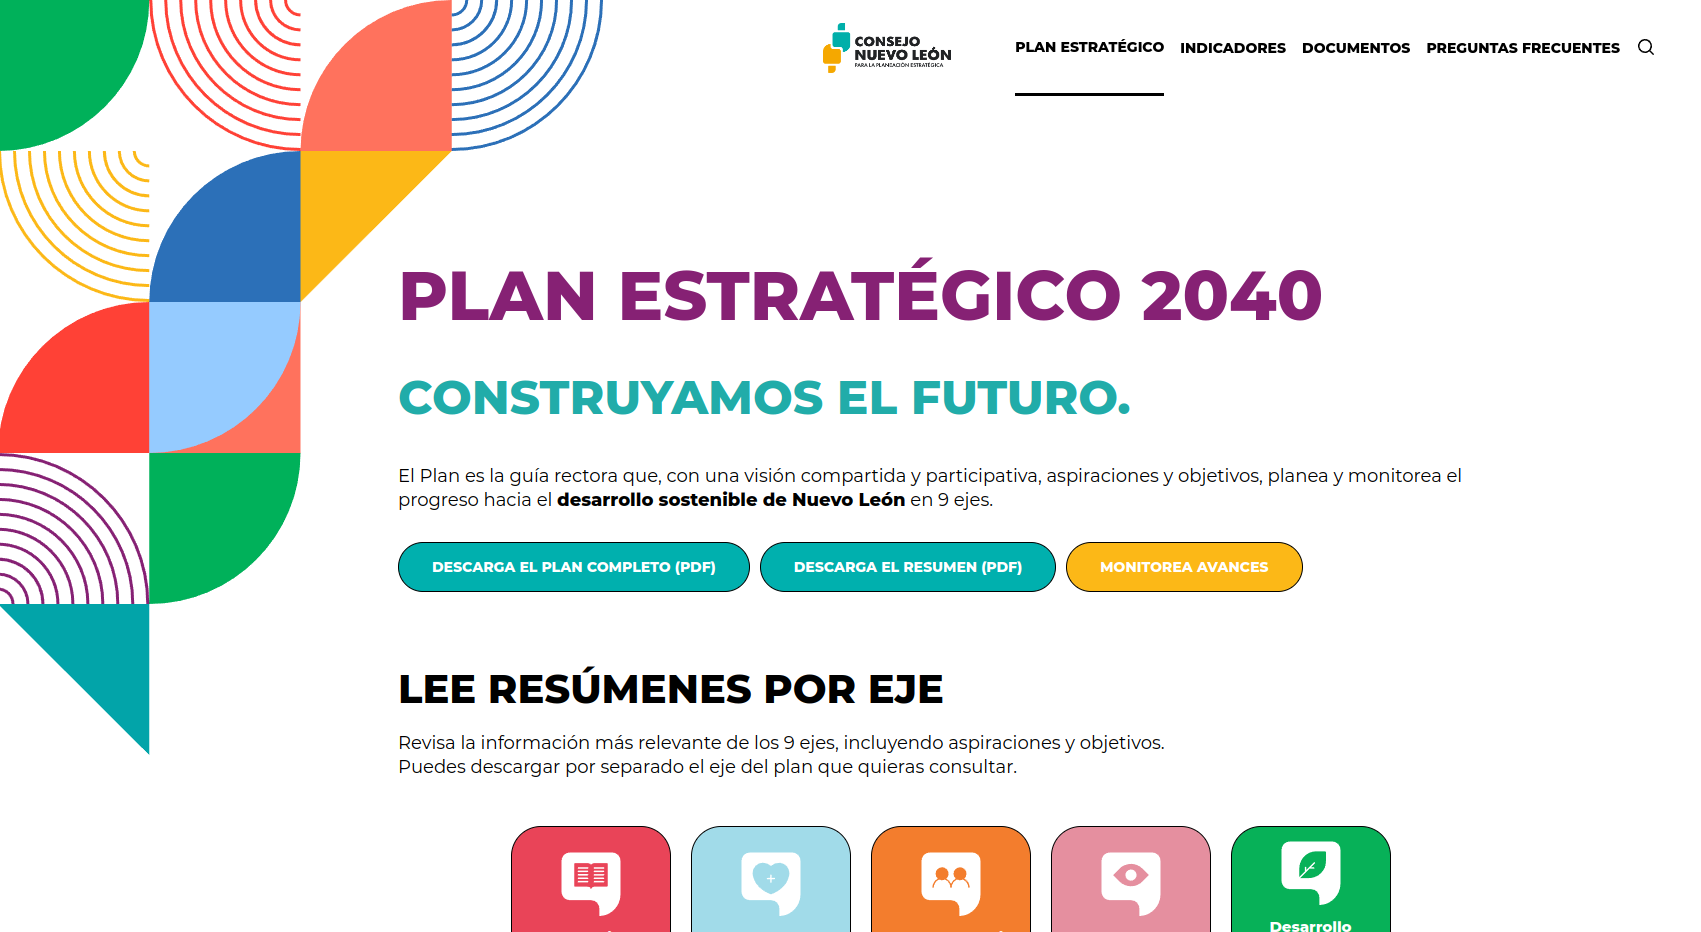 CONSEJO
NUEVO LEÓN
PARA LA PLANEACIÓN ESTRATÉGICA
PLAN ESTRATÉGICO
INDICADORES
DOCUMENTOS
PREGUNTAS FRECUENTES
PLAN ESTRATÉGICO 2040
CONSTRUYAMOS EL FUTURO.
El Plan es la guía rectora que, con una visión compartida y participativa, aspiraciones y objetivos, planea y monitorea el
progreso hacia el desarrollo sostenible de Nuevo León en 9 ejes.
DESCARGA EL PLAN COMPLETO (PDF)
DESCARGA EL RESUMEN (PDF)
MONITOREA AVANCES
LEE RESÚMENES POR EJE
Revisa la información más relevante de los 9 ejes, incluyendo aspiraciones y objetivos.
Puedes descargar por separado el eje del plan que quieras consultar.
Desarrollo